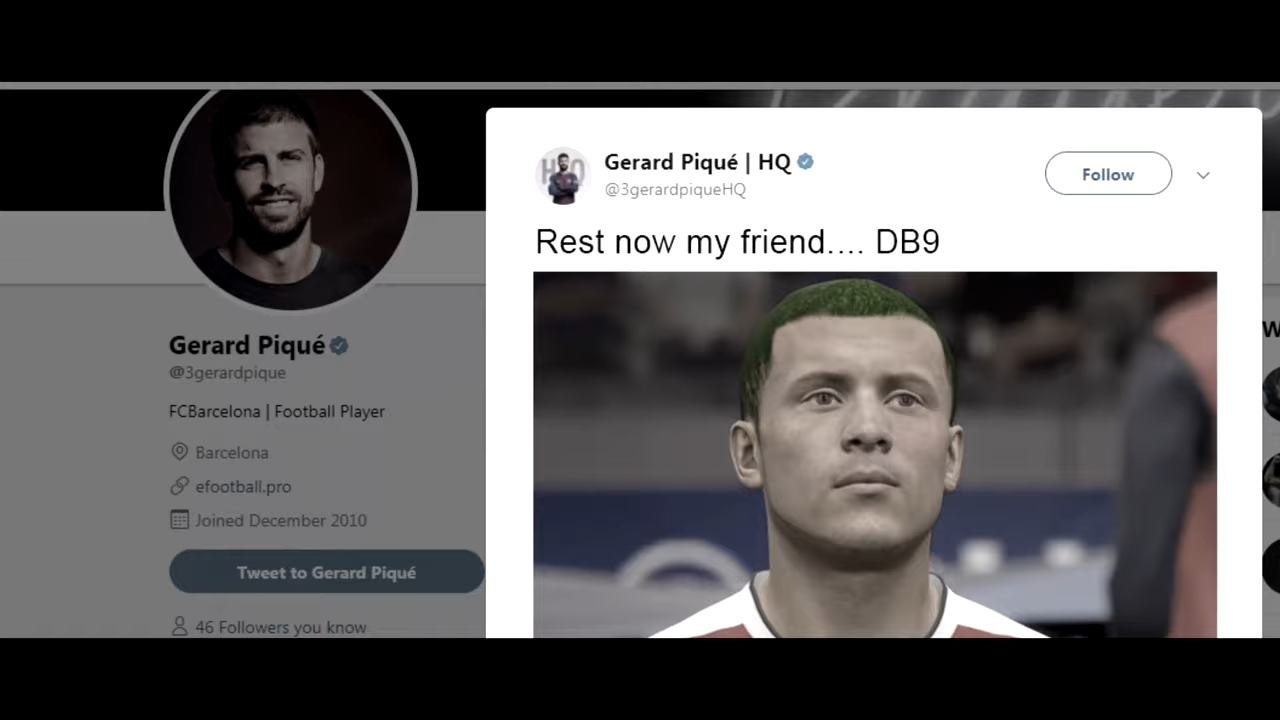 Gerard Piqué
@3gerardpique
FCBarcelona | Football Player
Barcelona
efootball.pro
Joined December 2010
Tweet to Gerard Piqué
46 Followers you know
Gerard Piqué | HQ
@3gerardpiqueHQ
Follow
Rest now my friend.... DB9
W